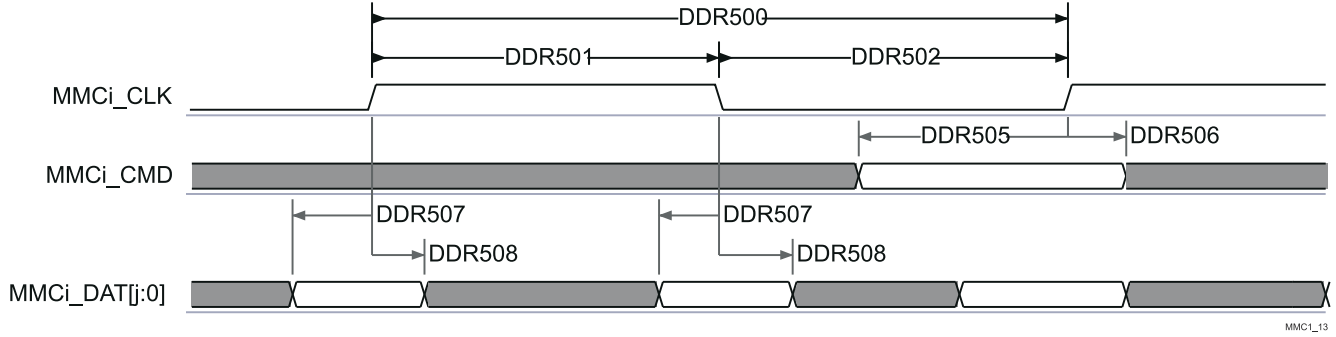 DDR500
DDR501 DDR502
MMCi_CLK
DDR505 DDR506
MMCi_CMD
DDR507 DDR507
DDR508 DDR508
MMCi_DAT[j:0]
MMC1_13